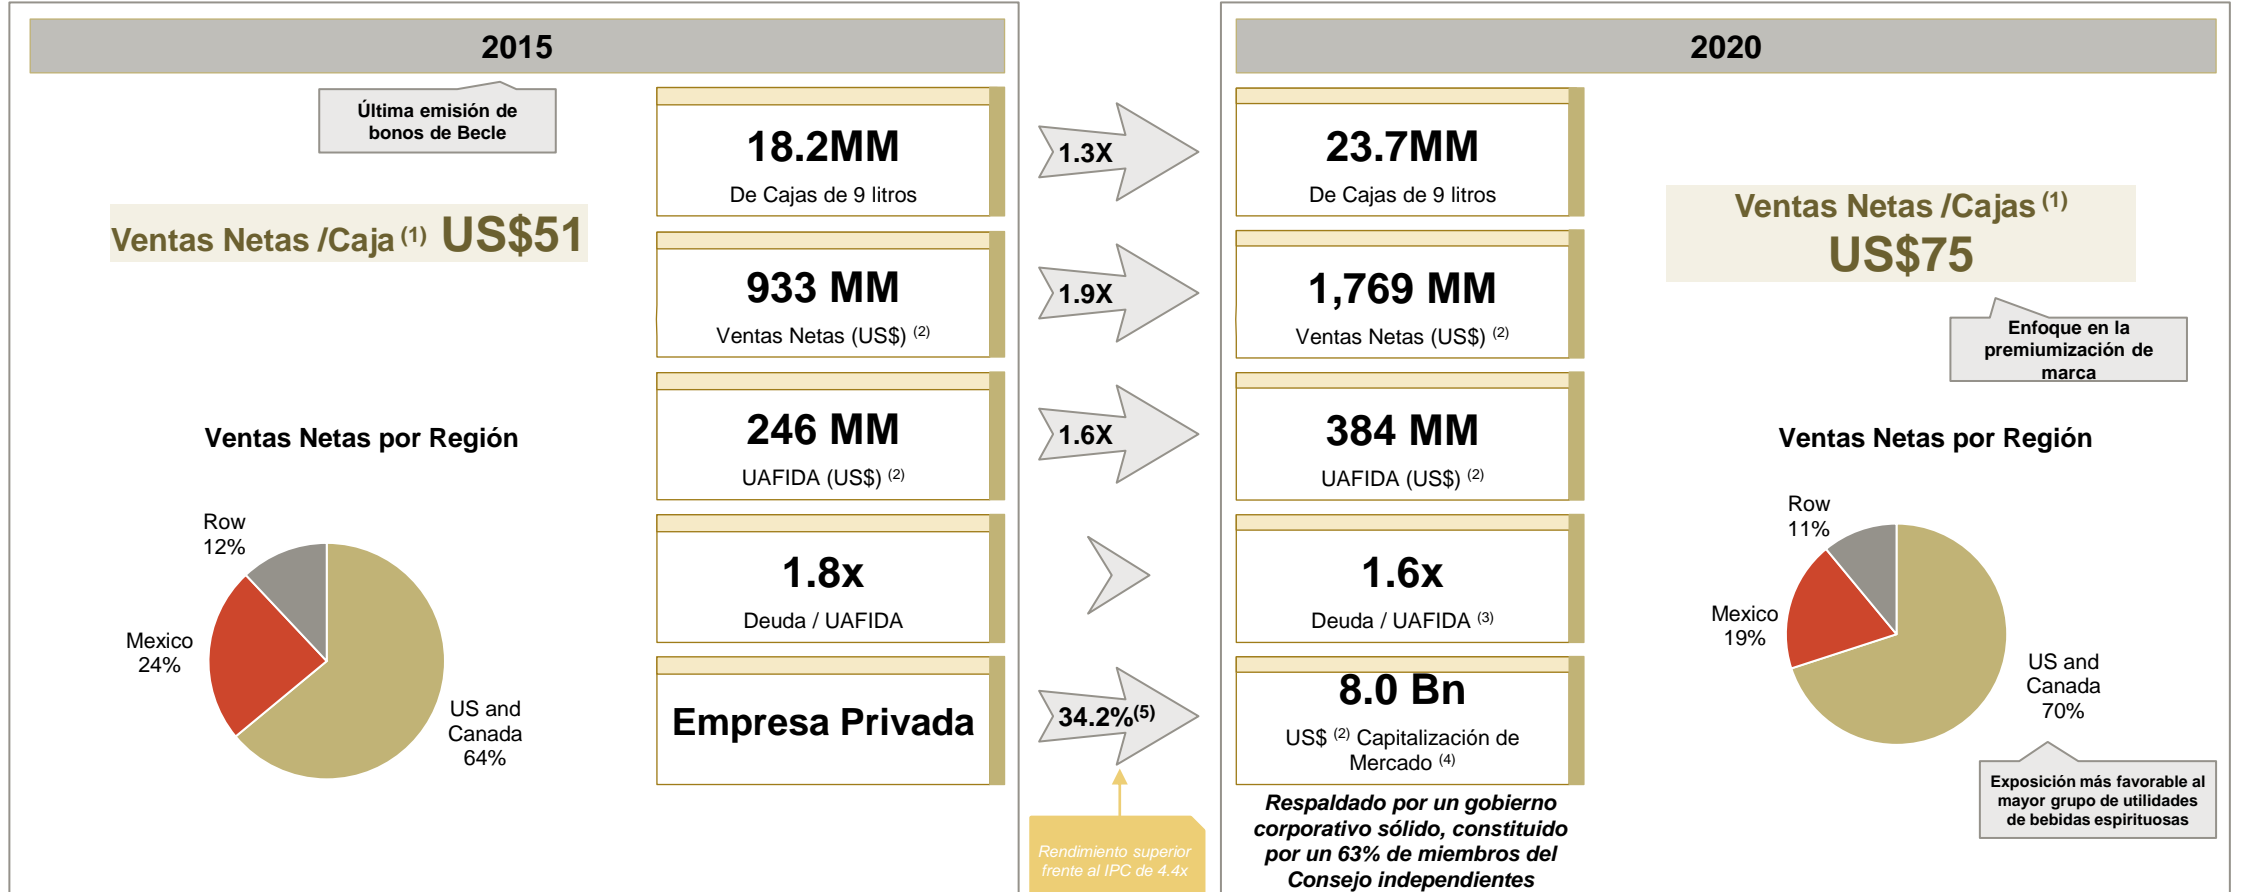 2015
Última emisión de
bonos de Becle
Ventas Netas /Caja (1) US$51
18.2MM
De Cajas de 9 litros
933 MM
Ventas Netas (US$) (2)
246 MM
UAFIDA (US$) (2)
1.8x
Deuda / UAFIDA
Empresa Privada
Ventas Netas por Región
Row
12%
Mexico
24%
US and
Canada
64%
1.3X
1.9X
1.6X
34.2%(5)
Rendimiento superior
frente al IPC de 4.4x
2020
23.7MM
De Cajas de 9 litros
1,769 MM
Ventas Netas (US$) (2)
384 MM
UAFIDA (US$) (2)
1.6x
Deuda / UAFIDA (3)
8.0 Bn
US$ (2) Capitalización de
Mercado (4)
Respaldado por un gobierno
corporativo sólido, constituido
por un 63% de miembros del
Consejo independientes
Ventas Netas /Cajas (1)
US$75
Enfoque en la
premiumización de
marca
Ventas Netas por Región
Row
11%
Mexico
19%
US and
Canada
70%
Exposición más favorable al
mayor grupo de utilidades
de bebidas espirituosas